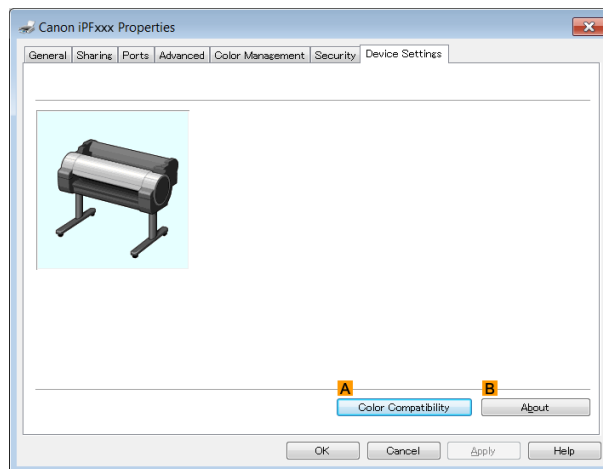 Canon iPFxxx Properties
General Sharing Ports Advanced Color Management Security Device Settings
A B
Color Compatibility About
OK Cancel Apply Help